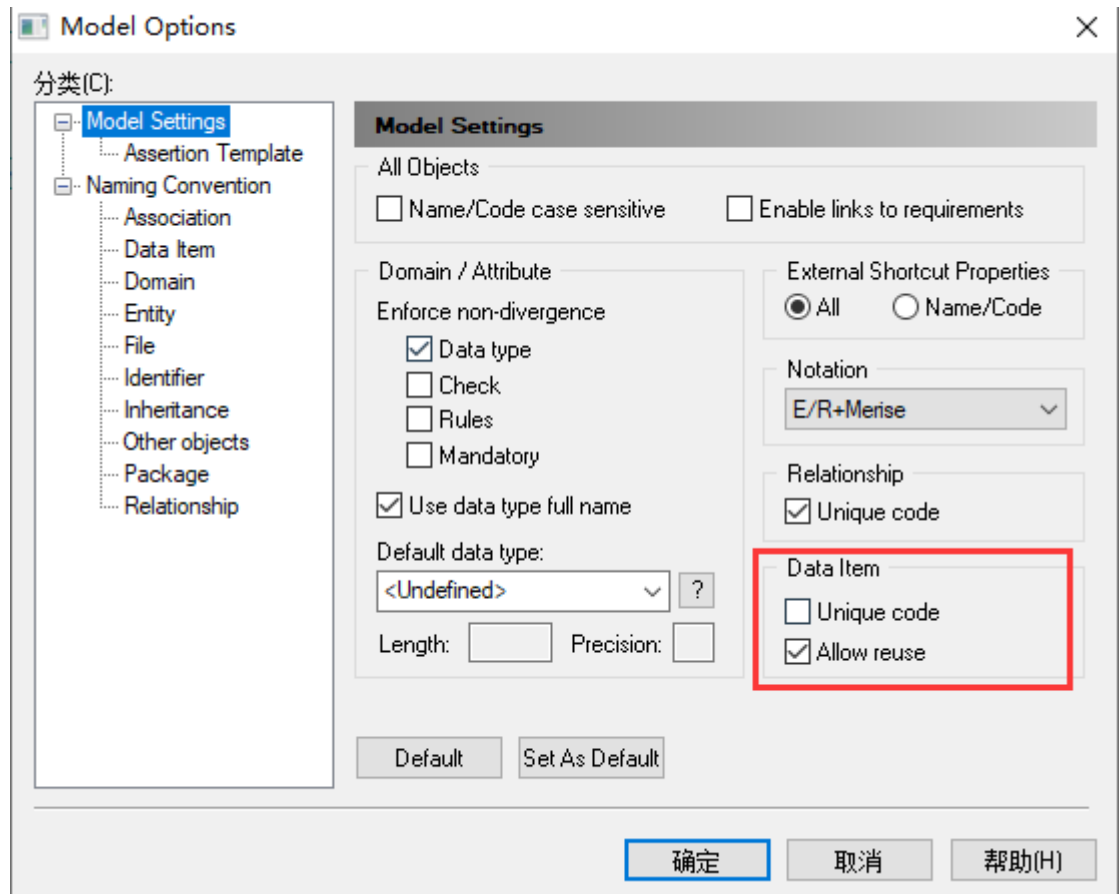 Model Options
分类(C):
Model Settings
Assertion Template
Naming Convention
Association
Data Item
Domain
Entity
File
Identifier
Inheritance
Other objects
Package
Relationship
Model Settings
All Objects
Name/Code case sensitive
Enable links to requirements
Domain / Attribute
Enforce non-divergence
Data type
Check
Rules
Mandatory
Use data type full name
Default data type:
<Undefined>
?
Length:
Precision:
External Shortcut Properties
All
Name/Code
Notation
E/R+Merise
Relationship
Unique code
Data Item
Unique code
Allow reuse
Default
Set As Default
确定
取消
帮助(H)